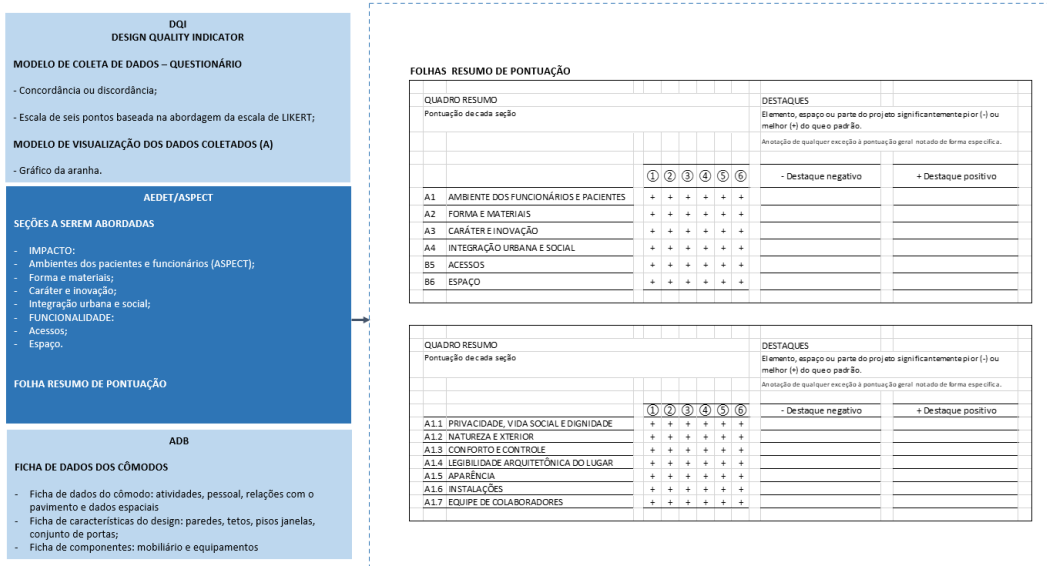 DQI
DESIGN QUALITY INDICATOR
MODELO DE COLETA DE DADOS – QUESTIONÁRIO
- Concordância ou discordância;
- Escala de seis pontos baseada na abordagem da escala de LIKERT;
MODELO DE VISUALIZAÇÃO DOS DADOS COLETADOS (A)
- Gráfico da aranha.
AEDET/ASPECT
SEÇÕES A SEREM ABORDADAS
- IMPACTO:
- Ambientes dos pacientes e funcionários (ASPECT);
- Forma e materiais;
- Caráter e inovação;
- Integração urbana e social;
- FUNCIONALIDADE:
- Acessos;
- Espaço.
FOLHA RESUMO DE PONTUAÇÃO
ADB
FICHA DE DADOS DOS CÔMODOS
- Ficha de dados do cômodo: atividades, pessoal, relações com o
pavimento e dados espaciais
- Ficha de características do design: paredes, tetos, pisos janelas,
conjunto de portas;
- Ficha de componentes: mobiliário e equipamentos
FOLHAS RESUMO DE PONTUAÇÃO
QUADRO RESUMO
Pontuação de cada seção
DESTAQUES
Elemento, espaço ou parte do projeto significantemente pior (-) ou
melhor (+) do que o padrão.
Anotação de qualquer exceção à pontuação geral notado de forma específica.
① ② ③ ④ ⑤ ⑥ - Destaque negativo + Destaque positivo
A1 AMBIENTE DOS FUNCIONÁRIOS E PACIENTES + + + + + +
A2 FORMA E MATERIAIS + + + + + +
A3 CARÁTER E INOVAÇÃO + + + + + +
A4 INTEGRAÇÃO URBANA E SOCIAL + + + + + +
B5 ACESSOS + + + + + +
B6 ESPAÇO + + + + + +
QUADRO RESUMO
Pontuação de cada seção
DESTAQUES
Elemento, espaço ou parte do projeto significantemente pior (-) ou
melhor (+) do que o padrão.
Anotação de qualquer exceção à pontuação geral notado de forma específica.
① ② ③ ④ ⑤ ⑥ - Destaque negativo + Destaque positivo
A1.1 PRIVACIDADE, VIDA SOCIAL E DIGNIDADE + + + + + +
A1.2 NATUREZA E XTERIOR + + + + + +
A1.3 CONFORTO E CONTROLE + + + + + +
A1.4 LEGIBILIDADE ARQUITETÔNICA DO LUGAR + + + + + +
A1.5 APARÊNCIA + + + + + +
A1.6 INSTALAÇÕES + + + + + +
A1.7 EQUIPE DE COLABORADORES + + + + + +